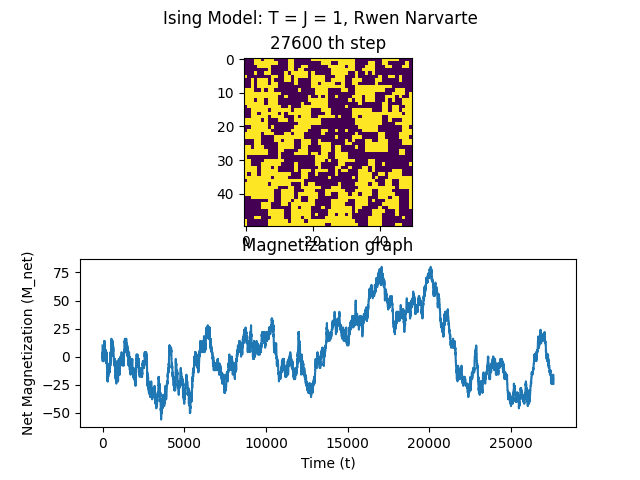 Ising Model: T = J = 1, Rwen Narvarte
27600 th step
0
10
20
30
40
0 20 40
Magnetization graph
Net Magnetization (M_net)
75
50
25
0
−25
−50
0 5000 10000 15000 20000 25000
Time (t)